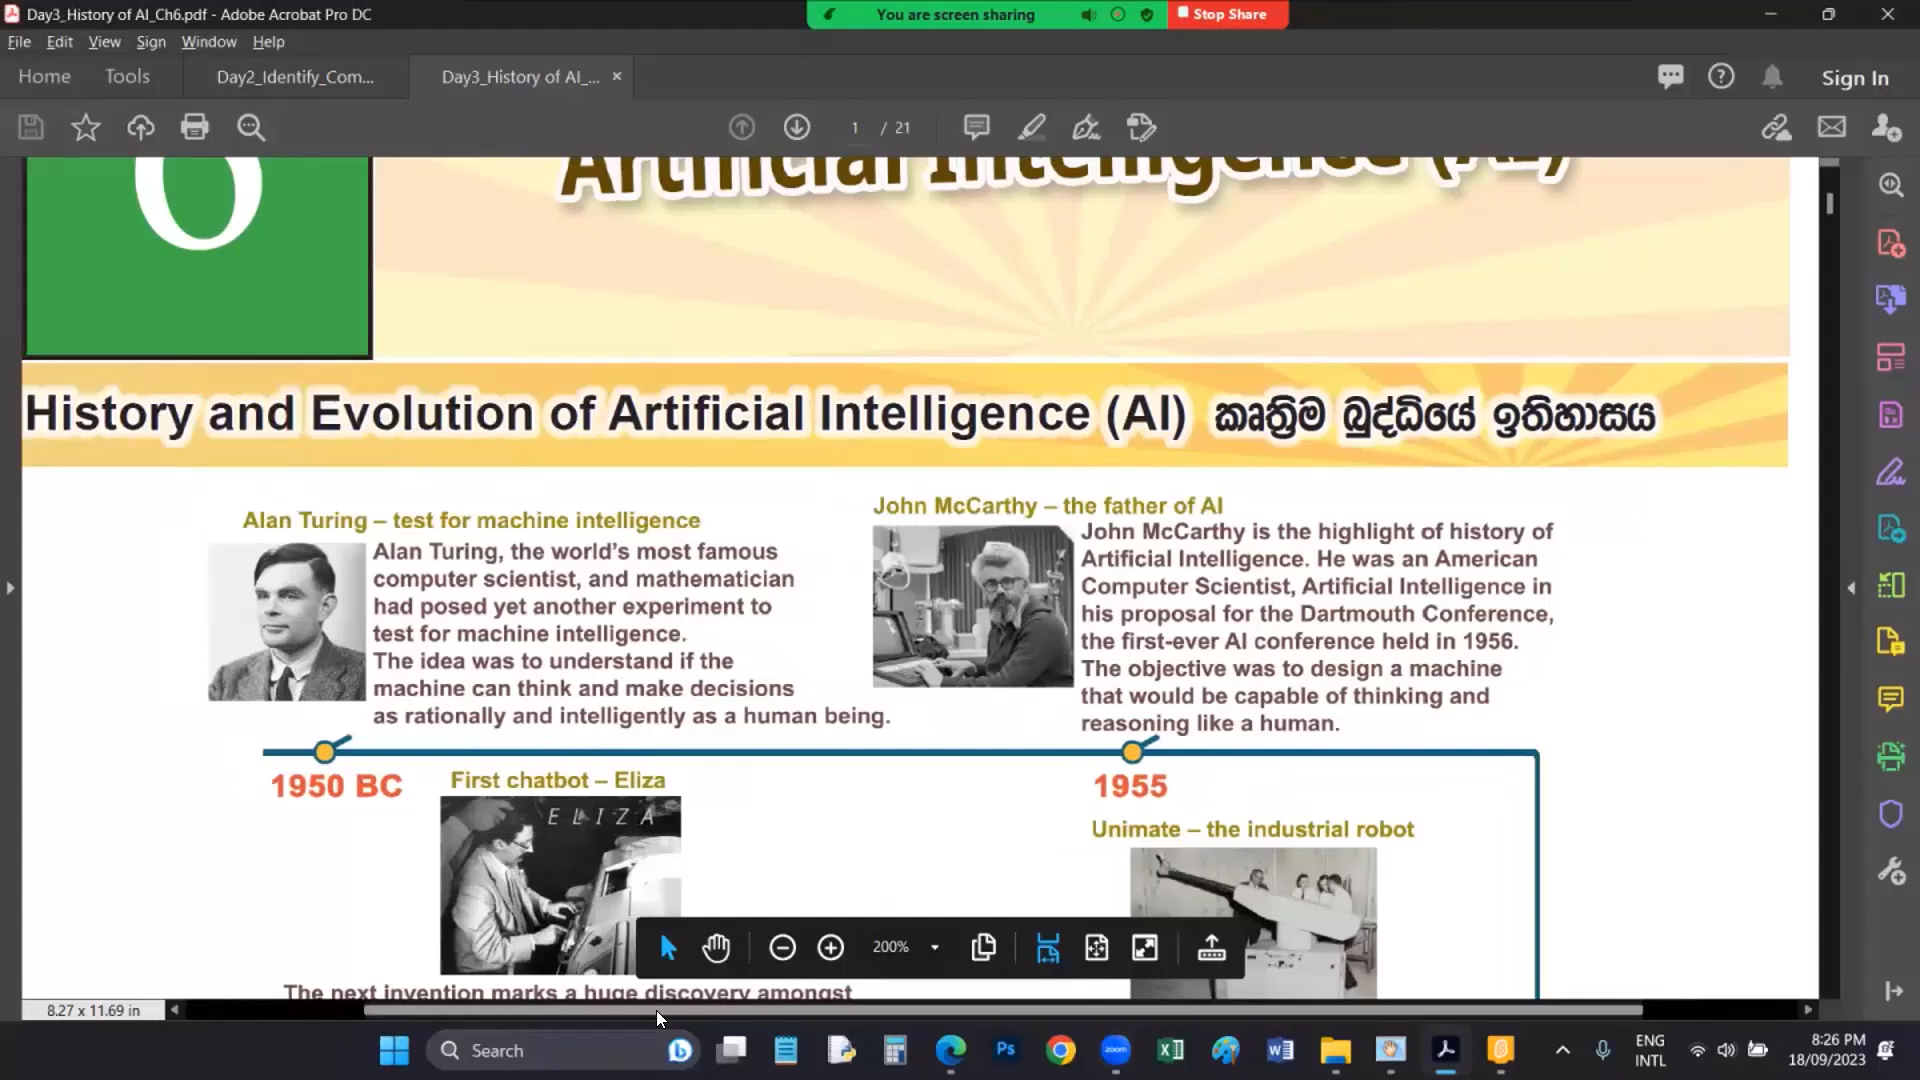 Day3_History of AI_Ch6.pdf - Adobe Acrobat Pro DC
You are screen sharing
Stop Share
File Edit View Sign Window Help
Home Tools Day2_Identify_Com... Day3_History of AI_... × Sign In
1 / 21
6
Artificial Intelligence (AI)
History and Evolution of Artificial Intelligence (AI) කෘත්‍රිම බුද්ධියේ ඉතිහාසය
Alan Turing – test for machine intelligence
Alan Turing, the world's most famous
computer scientist, and mathematician
had posed yet another experiment to
test for machine intelligence.
The idea was to understand if the
machine can think and make decisions
as rationally and intelligently as a human being.
John McCarthy – the father of AI
John McCarthy is the highlight of history of
Artificial Intelligence. He was an American
Computer Scientist, Artificial Intelligence in
his proposal for the Dartmouth Conference,
the first-ever AI conference held in 1956.
The objective was to design a machine
that would be capable of thinking and
reasoning like a human.
1950 BC
1955
First chatbot – Eliza
ELIZA
Unimate – the industrial robot
200%
The next invention marks a huge discovery amongst
8.27 x 11.69 in
Search
Ps
zoom
ENG
INTL
8:26 PM
18/09/2023